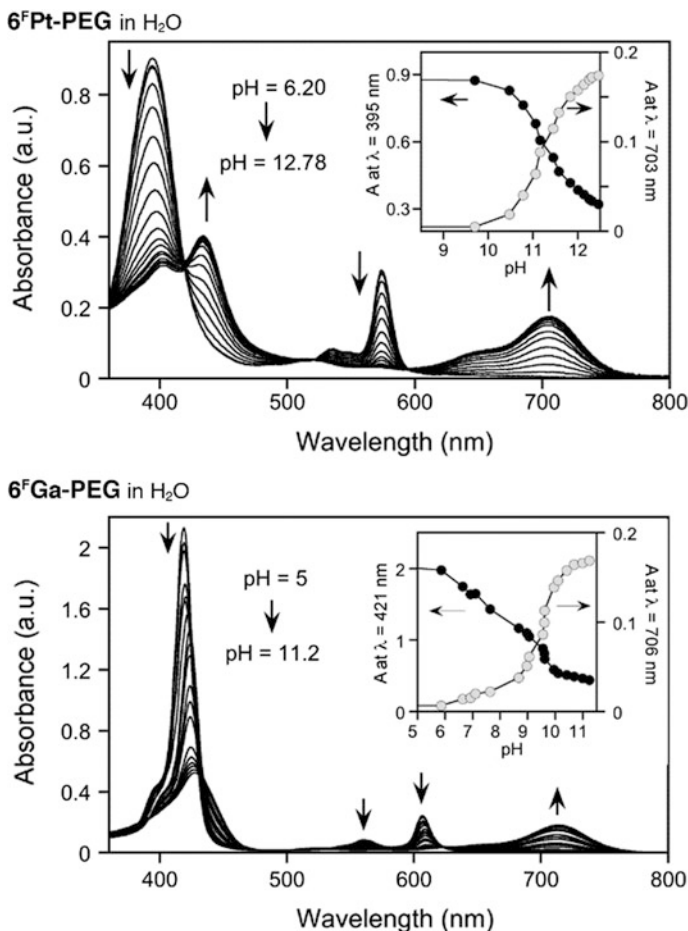 6ᶠPt-PEG in H₂O
pH = 6.20
pH = 12.78
Absorbance (a.u.)
0.8
0.6
0.4
0.2
0
400 500 600 700 800
Wavelength (nm)
A at λ = 395 nm
0.9
0.6
0.3
0.2
0.1
0
A at λ = 703 nm
9 10 11 12
pH
6ᶠGa-PEG in H₂O
pH = 5
pH = 11.2
Absorbance (a.u.)
2
1.6
1.2
0.8
0.4
0
400 500 600 700 800
Wavelength (nm)
A at λ = 421 nm
2
1
0
0.2
0.1
0
A at λ = 706 nm
5 6 7 8 9 10 11
pH